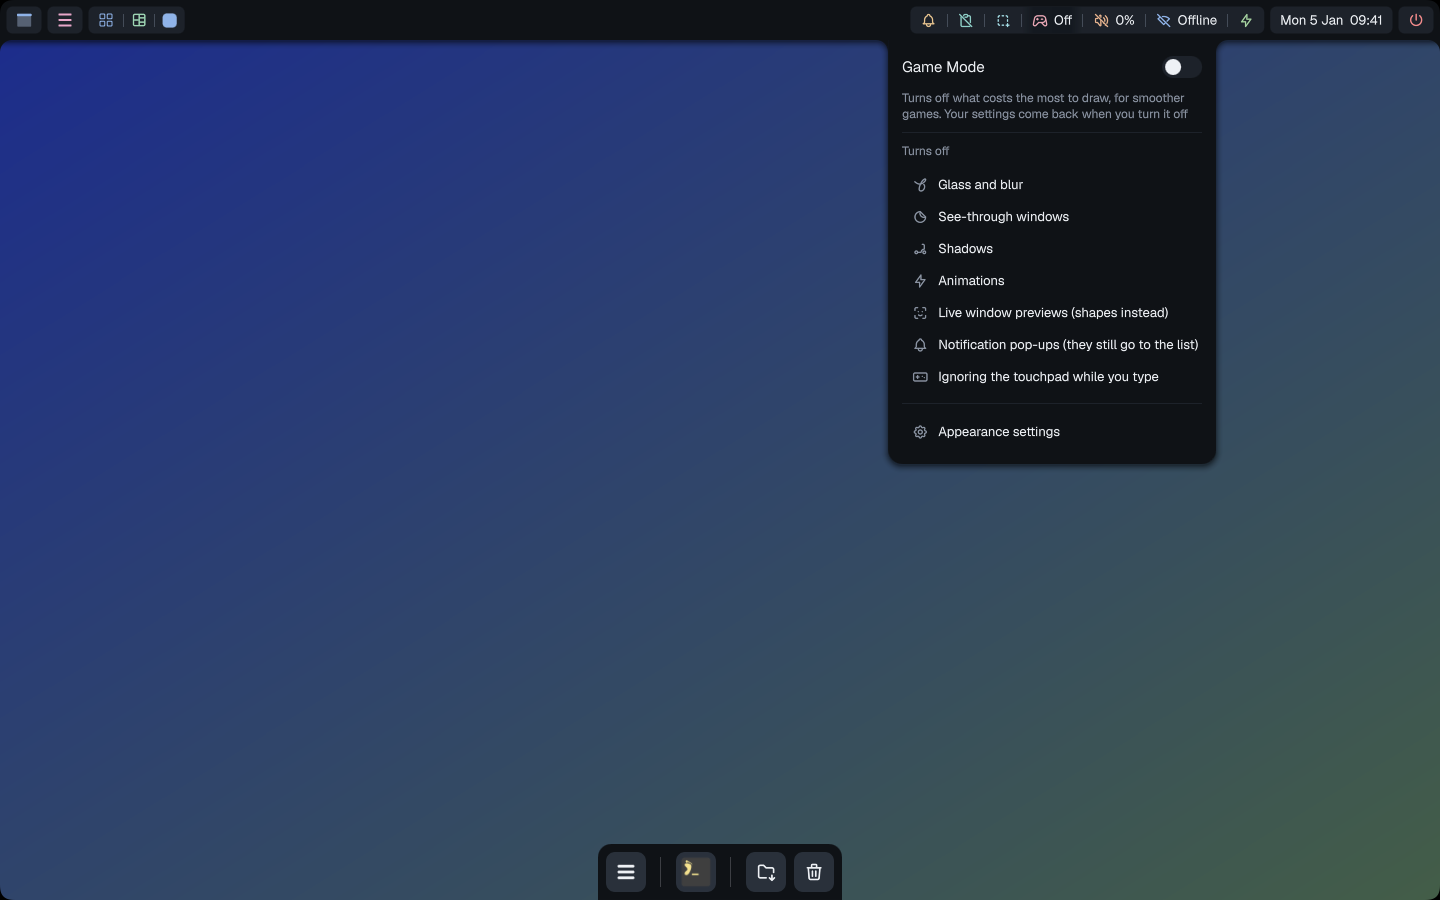 Off
0%
Offline
Mon 5 Jan 09:41
Game Mode
Turns off what costs the most to draw, for smoother
games. Your settings come back when you turn it off
Turns off
Glass and blur
See-through windows
Shadows
Animations
Live window previews (shapes instead)
Notification pop-ups (they still go to the list)
Ignoring the touchpad while you type
Appearance settings